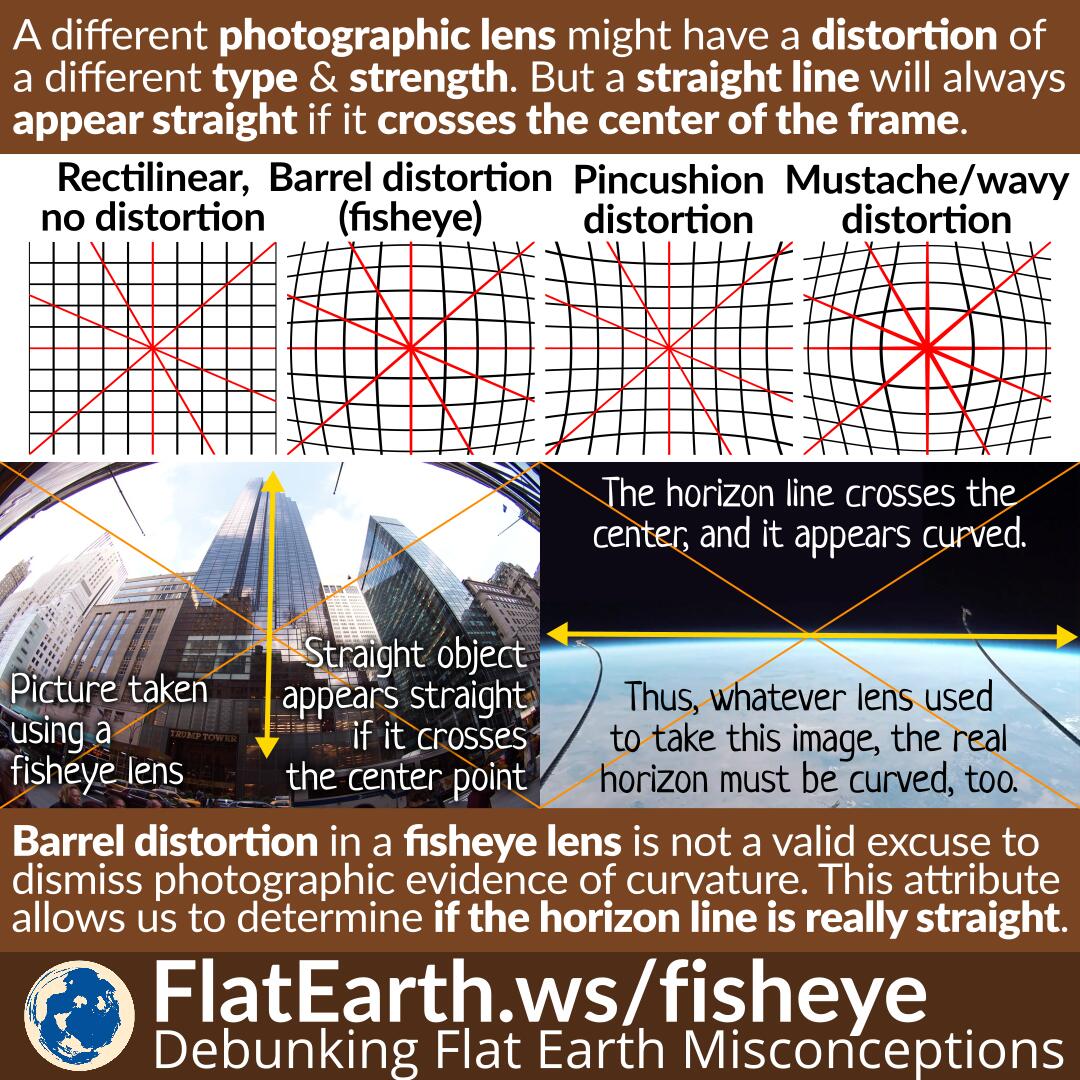 A different photographic lens might have a distortion of
a different type & strength. But a straight line will always
appear straight if it crosses the center of the frame.
Rectilinear,
no distortion
Barrel distortion
(fisheye)
Pincushion
distortion
Mustache/wavy
distortion
Picture taken
using a
fisheye lens
TRUMP TOWER
Straight object
appears straight
if it crosses
the center point
The horizon line crosses the
center, and it appears curved.
Thus, whatever lens used
to take this image, the real
horizon must be curved, too.
Barrel distortion in a fisheye lens is not a valid excuse to
dismiss photographic evidence of curvature. This attribute
allows us to determine if the horizon line is really straight.
FlatEarth.ws/fisheye
Debunking Flat Earth Misconceptions